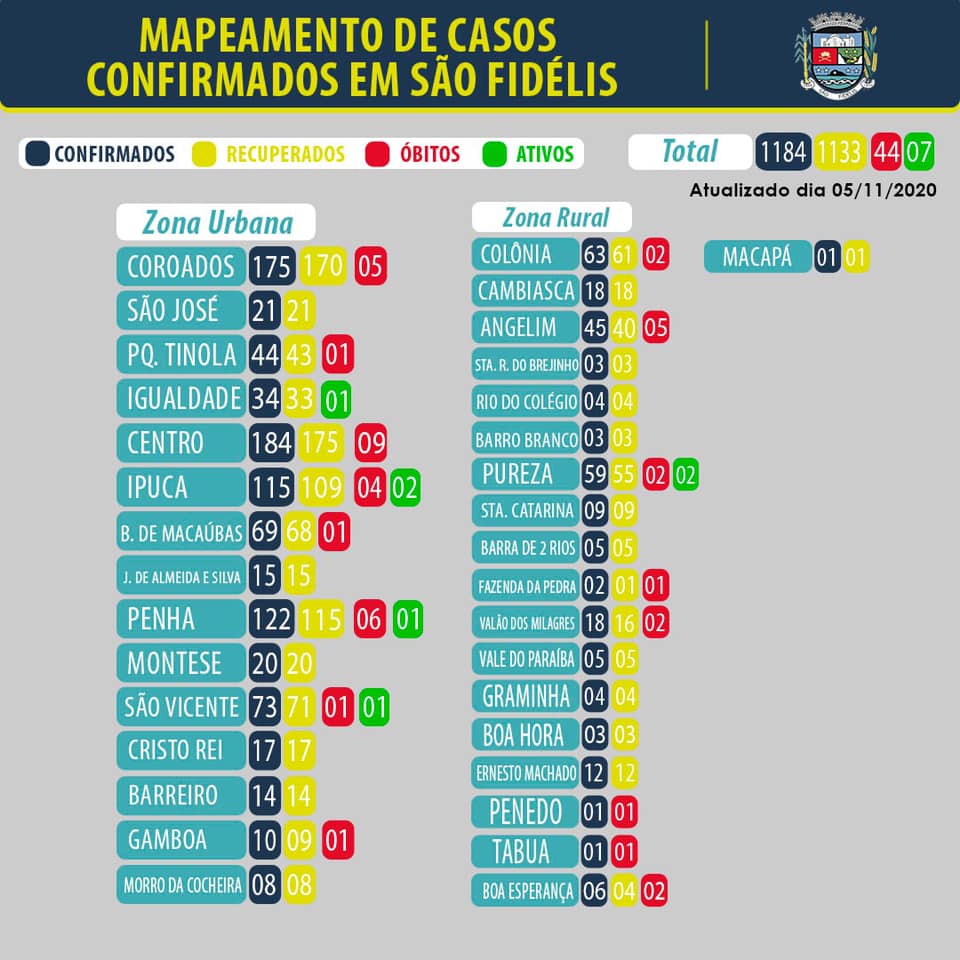 MAPEAMENTO DE CASOS
CONFIRMADOS EM SÃO FIDÉLIS
CONFIRMADOS RECUPERADOS ÓBITOS ATIVOS
Total 1184 1133 44 07
Atualizado dia 05/11/2020
Zona Urbana
COROADOS 175 170 05
SÃO JOSÉ 21 21
PQ. TINOLA 44 43 01
IGUALDADE 34 33 01
CENTRO 184 175 09
IPUCA 115 109 04 02
B. DE MACAÚBAS 69 68 01
J. DE ALMEIDA E SILVA 15 15
PENHA 122 115 06 01
MONTESE 20 20
SÃO VICENTE 73 71 01 01
CRISTO REI 17 17
BARREIRO 14 14
GAMBOA 10 09 01
MORRO DA COCHEIRA 08 08
Zona Rural
COLÔNIA 63 61 02
CAMBIASCA 18 18
ANGELIM 45 40 05
STA. R. DO BREJINHO 03 03
RIO DO COLÉGIO 04 04
BARRO BRANCO 03 03
PUREZA 59 55 02 02
STA. CATARINA 09 09
BARRA DE 2 RIOS 05 05
FAZENDA DA PEDRA 02 01 01
VALÃO DOS MILAGRES 18 16 02
VALE DO PARAÍBA 05 05
GRAMINHA 04 04
BOA HORA 03 03
ERNESTO MACHADO 12 12
PENEDO 01 01
TABUA 01 01
BOA ESPERANÇA 06 04 02
MACAPÁ 01 01